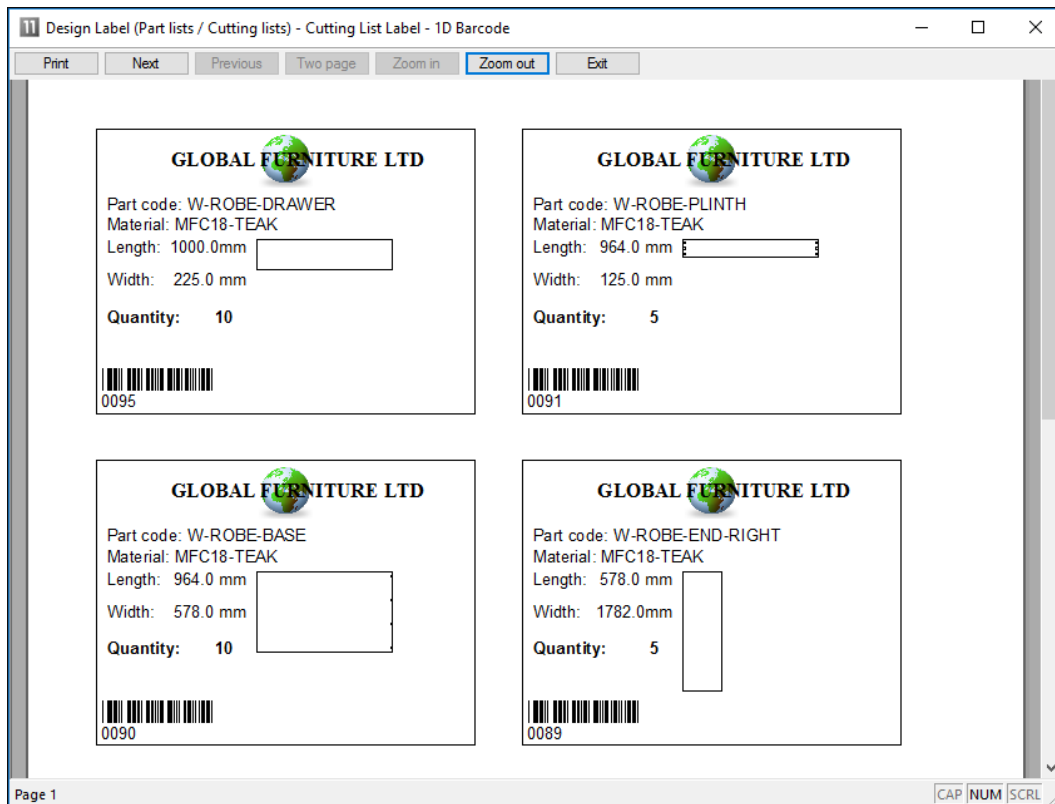 Design Label (Part lists / Cutting lists) - Cutting List Label - 1D Barcode
Print Next Previous Two page Zoom in Zoom out Exit
GLOBAL FURNITURE LTD
Part code: W-ROBE-DRAWER
Material: MFC18-TEAK
Length: 1000.0mm
Width: 225.0 mm
Quantity: 10
0095
GLOBAL FURNITURE LTD
Part code: W-ROBE-PLINTH
Material: MFC18-TEAK
Length: 964.0 mm
Width: 125.0 mm
Quantity: 5
0091
GLOBAL FURNITURE LTD
Part code: W-ROBE-BASE
Material: MFC18-TEAK
Length: 964.0 mm
Width: 578.0 mm
Quantity: 10
0090
GLOBAL FURNITURE LTD
Part code: W-ROBE-END-RIGHT
Material: MFC18-TEAK
Length: 578.0 mm
Width: 1782.0mm
Quantity: 5
0089
Page 1
CAP NUM SCRL